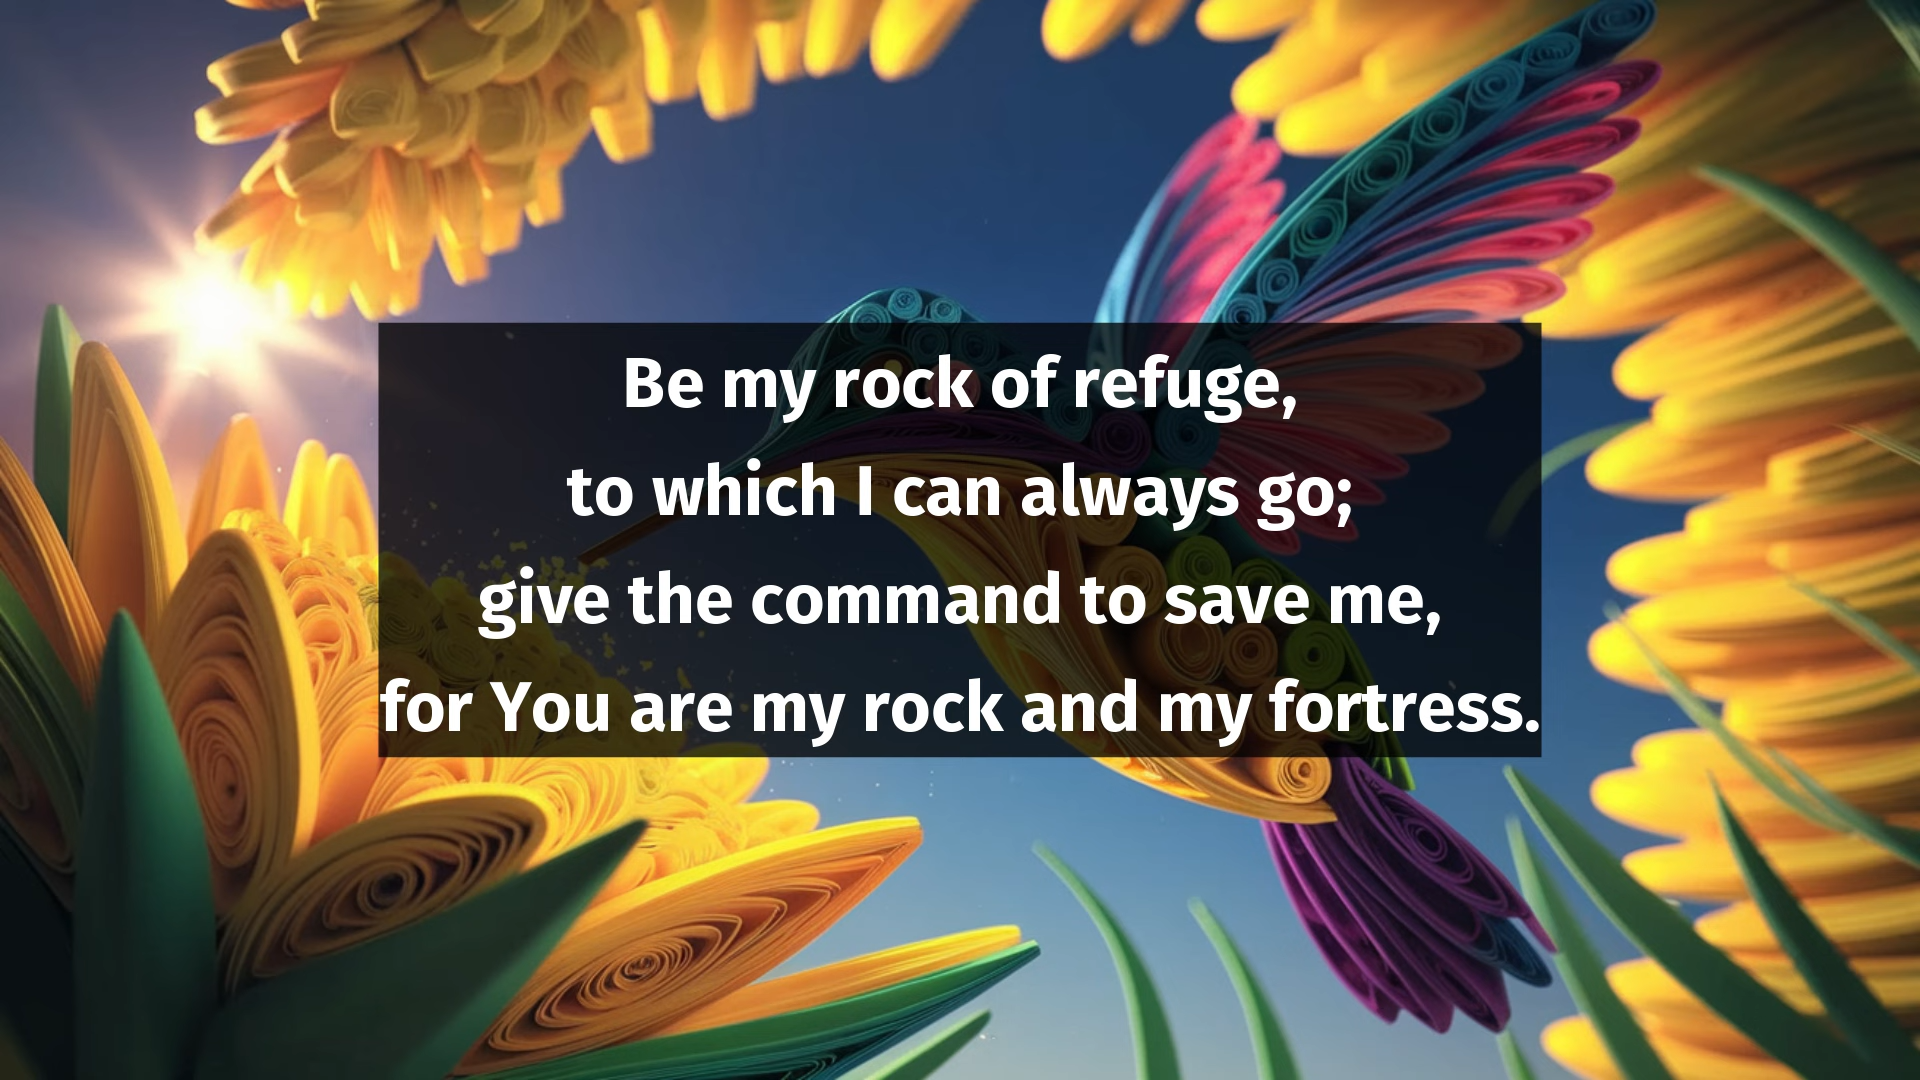 Be my rock of refuge,
to which I can always go;
give the command to save me,
for You are my rock and my fortress.